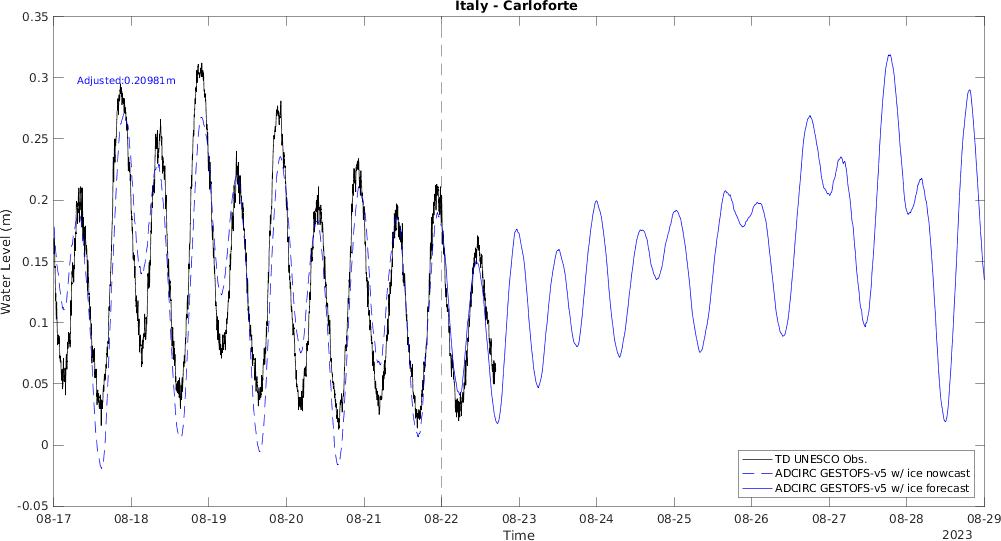 Italy - Carloforte
0.35
0.3
0.25
0.2
0.15
0.1
0.05
0
-0.05
Water Level (m)
Adjusted:0.20981m
TD UNESCO Obs.
ADCIRC GESTOFS-v5 w/ ice nowcast
ADCIRC GESTOFS-v5 w/ ice forecast
08-17 08-18 08-19 08-20 08-21 08-22 08-23 08-24 08-25 08-26 08-27 08-28 08-29
Time
2023